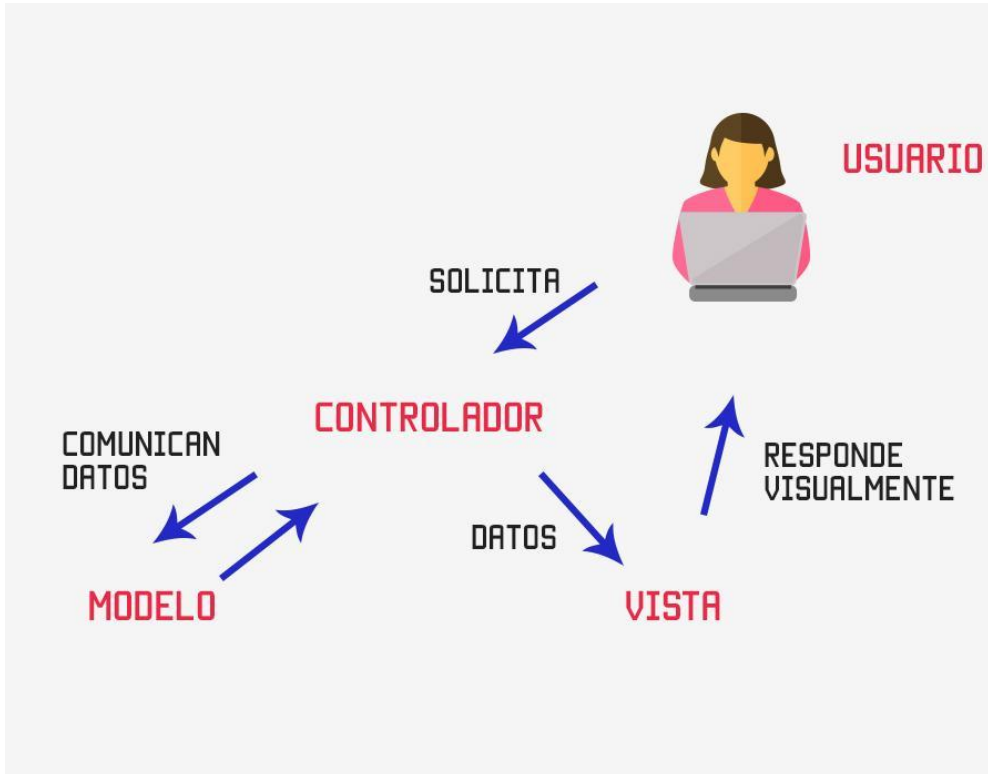 USUARIO
SOLICITA
CONTROLADOR
COMUNICAN
DATOS
RESPONDE
VISUALMENTE
DATOS
MODELO
VISTA